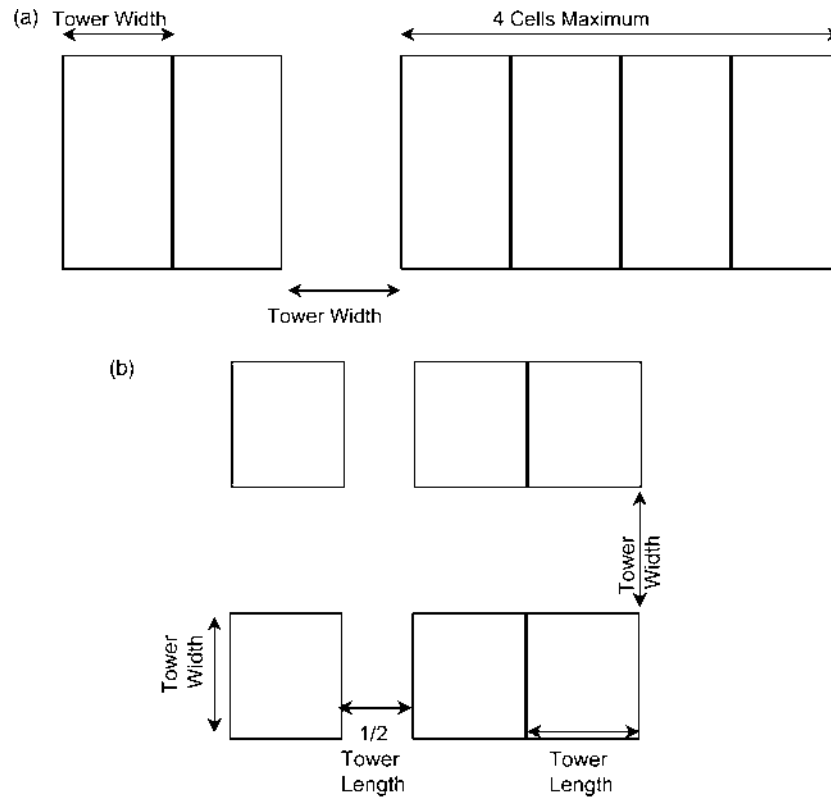 (a)
Tower Width
4 Cells Maximum
Tower Width
(b)
Tower
Width
Tower
Width
1/2
Tower
Length
Tower
Length